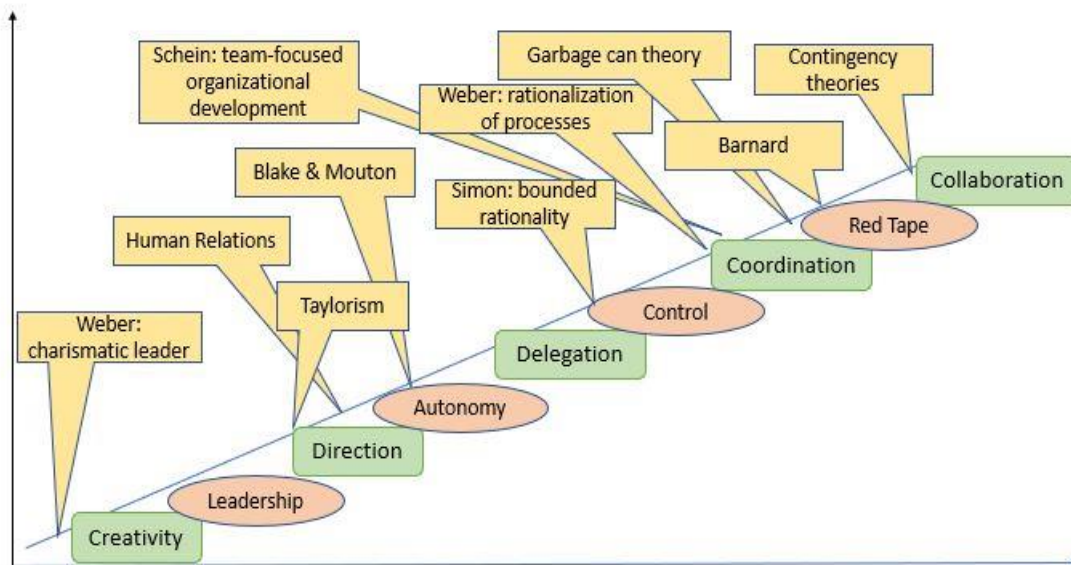 Schein: team-focused
organizational
development
Garbage can theory
Contingency
theories
Weber: rationalization
of processes
Barnard
Blake & Mouton
Simon: bounded
rationality
Collaboration
Red Tape
Human Relations
Coordination
Taylorism
Control
Weber:
charismatic leader
Delegation
Autonomy
Direction
Leadership
Creativity